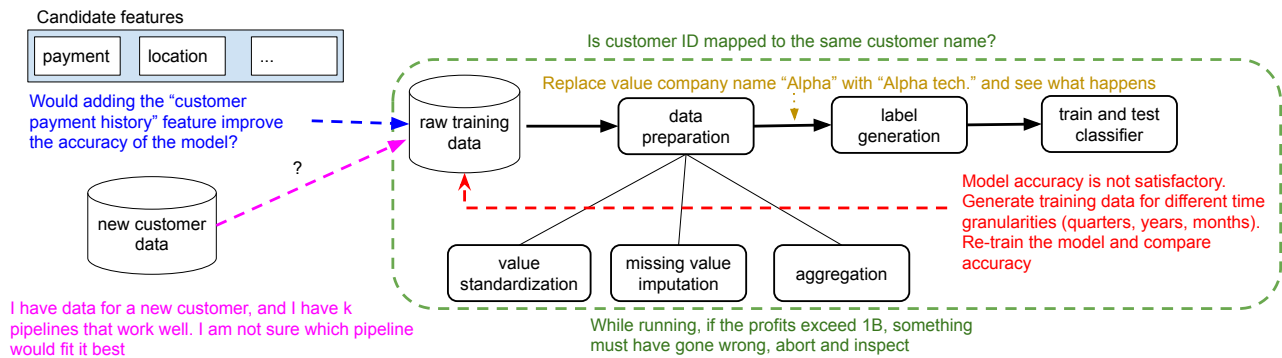 Candidate features
payment
location
...
Is customer ID mapped to the same customer name?
Replace value company name “Alpha” with “Alpha tech.” and see what happens
Would adding the “customer
payment history” feature improve
the accuracy of the model?
raw training
data
data
preparation
label
generation
train and test
classifier
?
new customer
data
Model accuracy is not satisfactory.
Generate training data for different time
granularities (quarters, years, months).
Re-train the model and compare
accuracy
value
standardization
missing value
imputation
aggregation
I have data for a new customer, and I have k
pipelines that work well. I am not sure which pipeline
would fit it best
While running, if the profits exceed 1B, something
must have gone wrong, abort and inspect